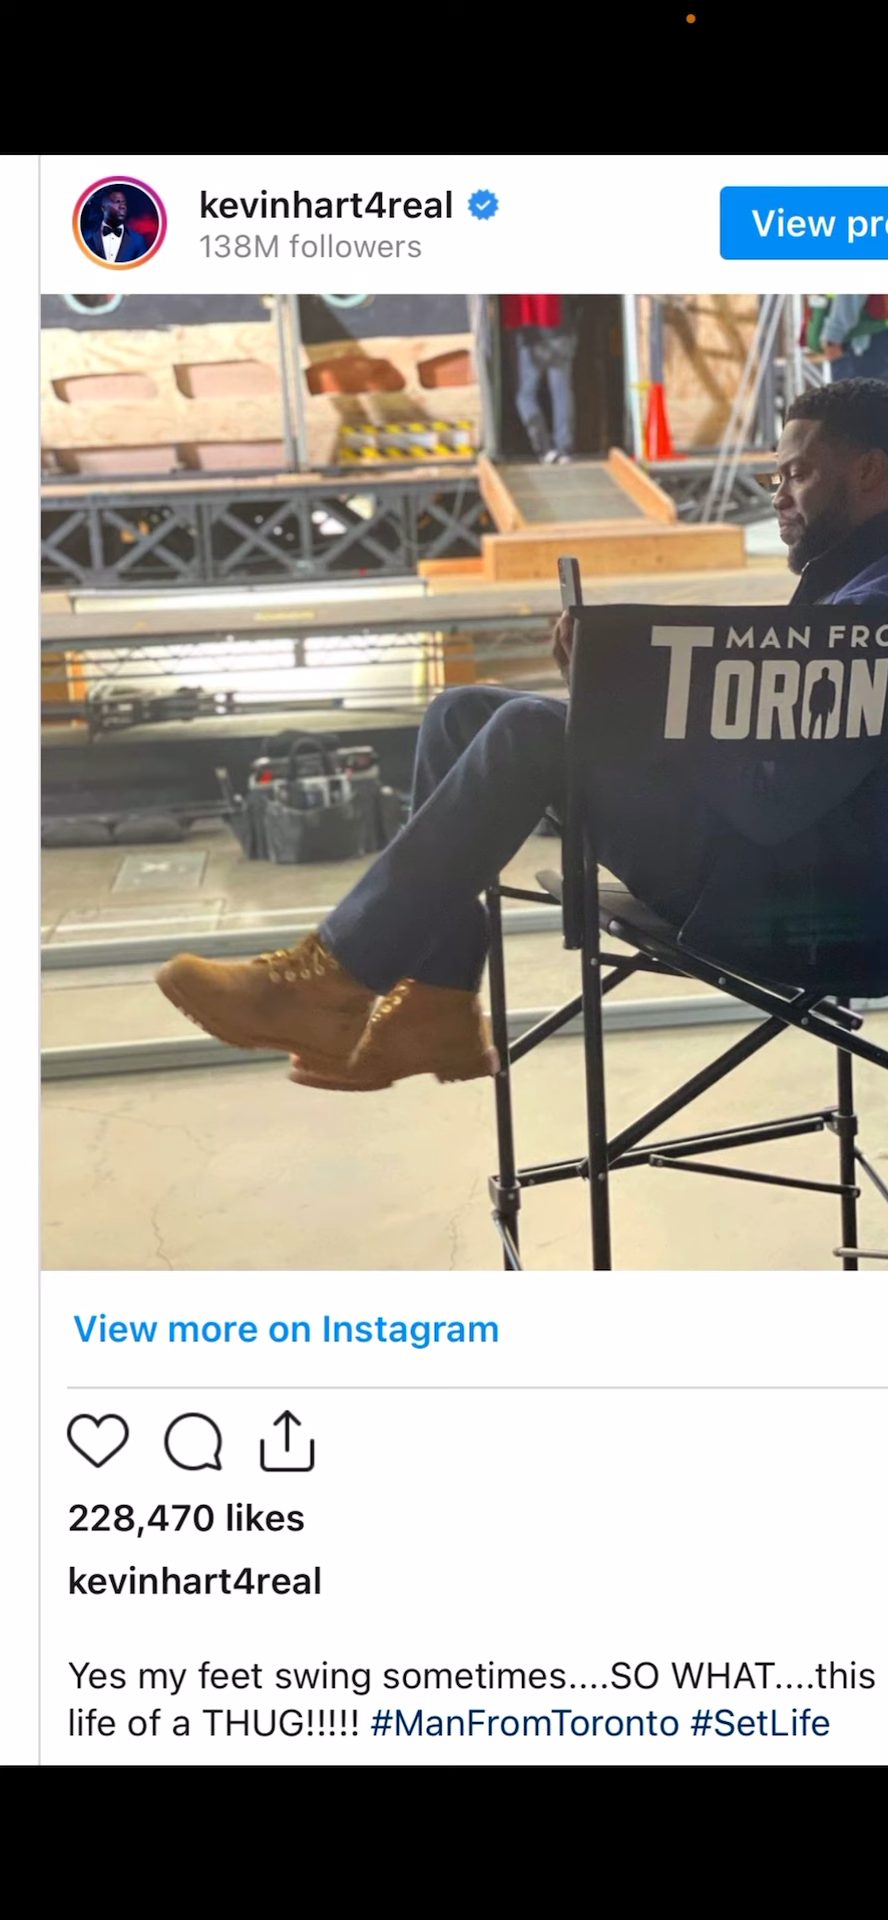 kevinhart4real
138M followers
View pr
MAN FRO
TORON
View more on Instagram
228,470 likes
kevinhart4real
Yes my feet swing sometimes....SO WHAT....this
life of a THUG!!!!! #ManFromToronto #SetLife